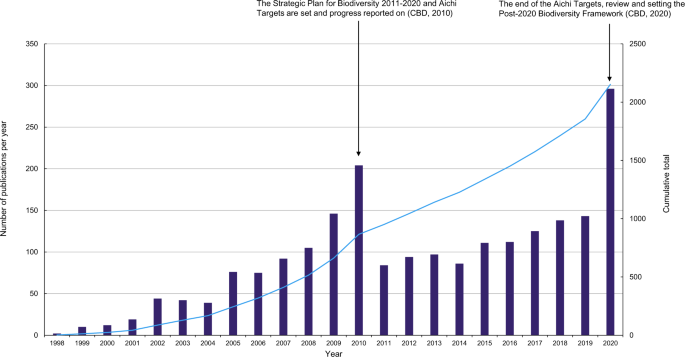 The Strategic Plan for Biodiversity 2011-2020 and Aichi
Targets are set and progress reported on (CBD, 2010)
The end of the Aichi Targets, review and setting the
Post-2020 Biodiversity Framework (CBD, 2020)
Number of publications per year
350
300
250
200
150
100
50
0
2500
2000
1500
1000
500
0
Cumulative total
1998 1999 2000 2001 2002 2003 2004 2005 2006 2007 2008 2009 2010 2011 2012 2013 2014 2015 2016 2017 2018 2019 2020
Year